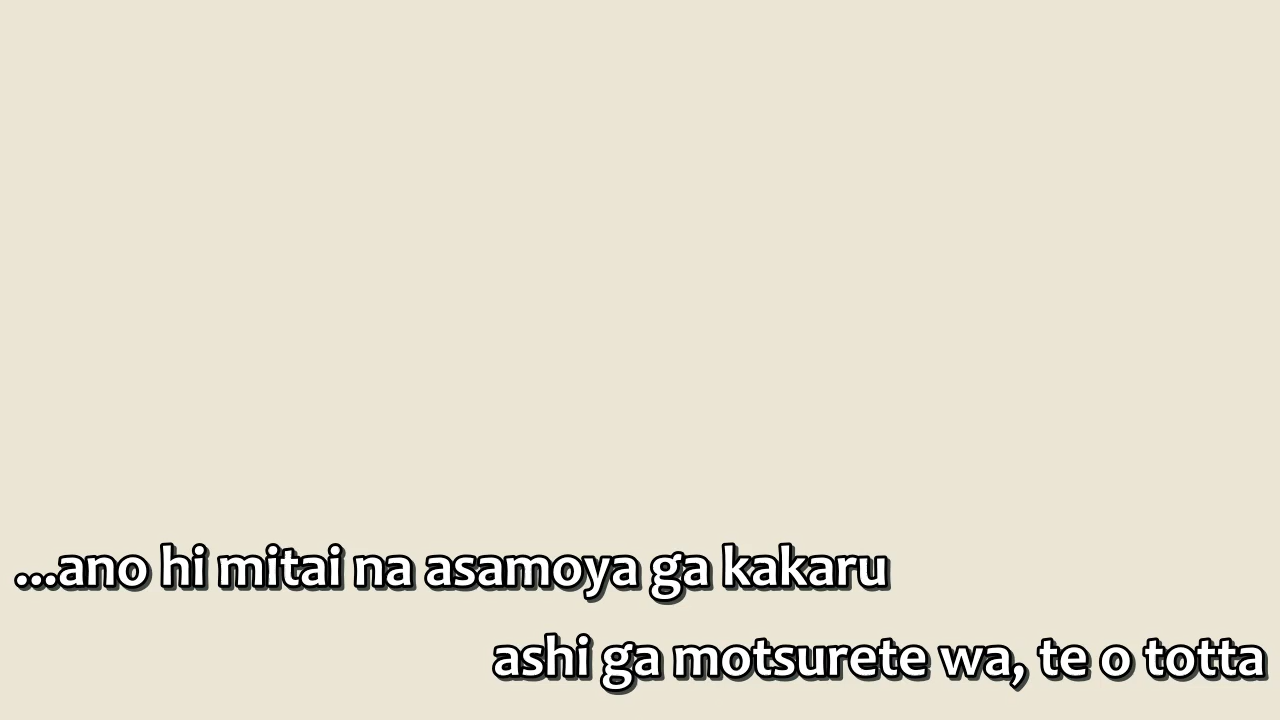 ...ano hi mitai na asamoya ga kakaru
ashi ga motsurete wa, te o totta